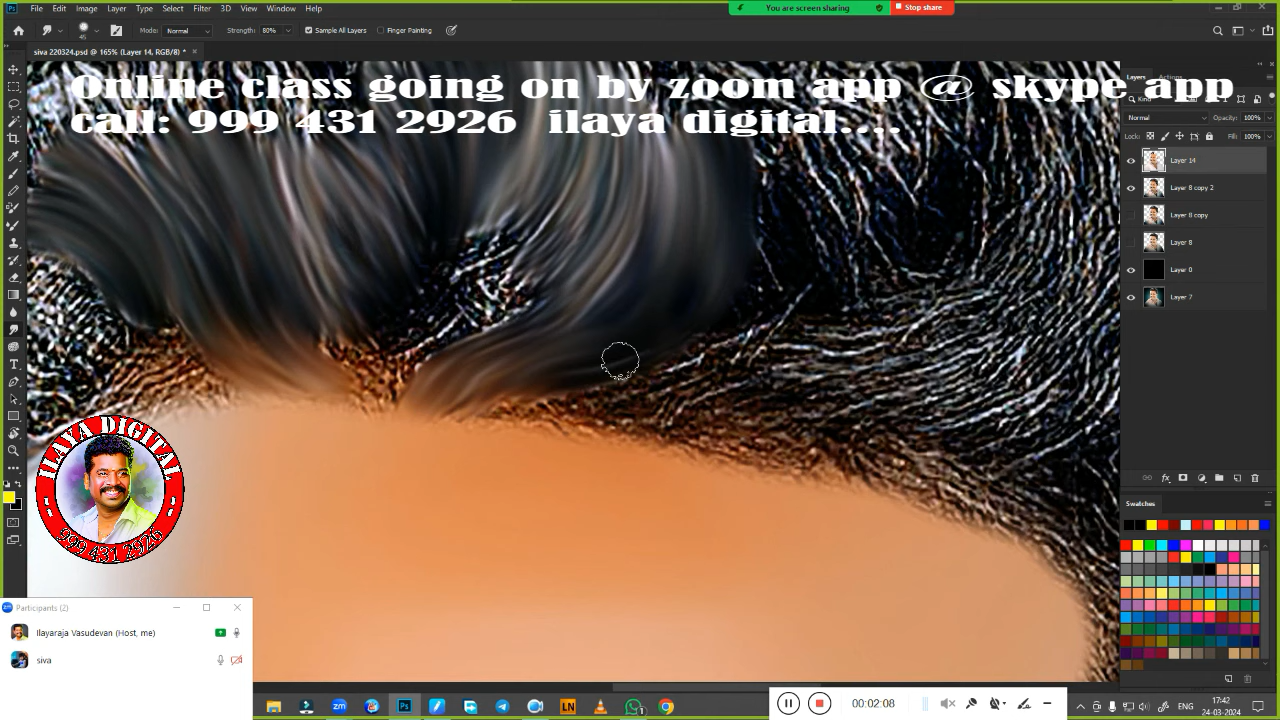 File Edit Image Layer Type Select Filter 3D View Window Help
You are screen sharing Stop share
45 Mode: Normal Strength: 80% Sample All Layers Finger Painting
siva 220324.psd @ 165% (Layer 14, RGB/8) *
Layers Actions
Online class going on by zoom app @ skype app
Kind
call: 999 431 2926 ilaya digital....
Normal Opacity: 100%
Lock: Fill: 100%
Layer 14
Layer 8 copy 2
Layer 8 copy
Layer 8
Layer 0
Layer 7
ILAYA DIGITAL
999 431 2926
Swatches
Participants (2)
Ilayaraja Vasudevan (Host, me)
siva
00:02:08
ENG
17:42
24-03-2024